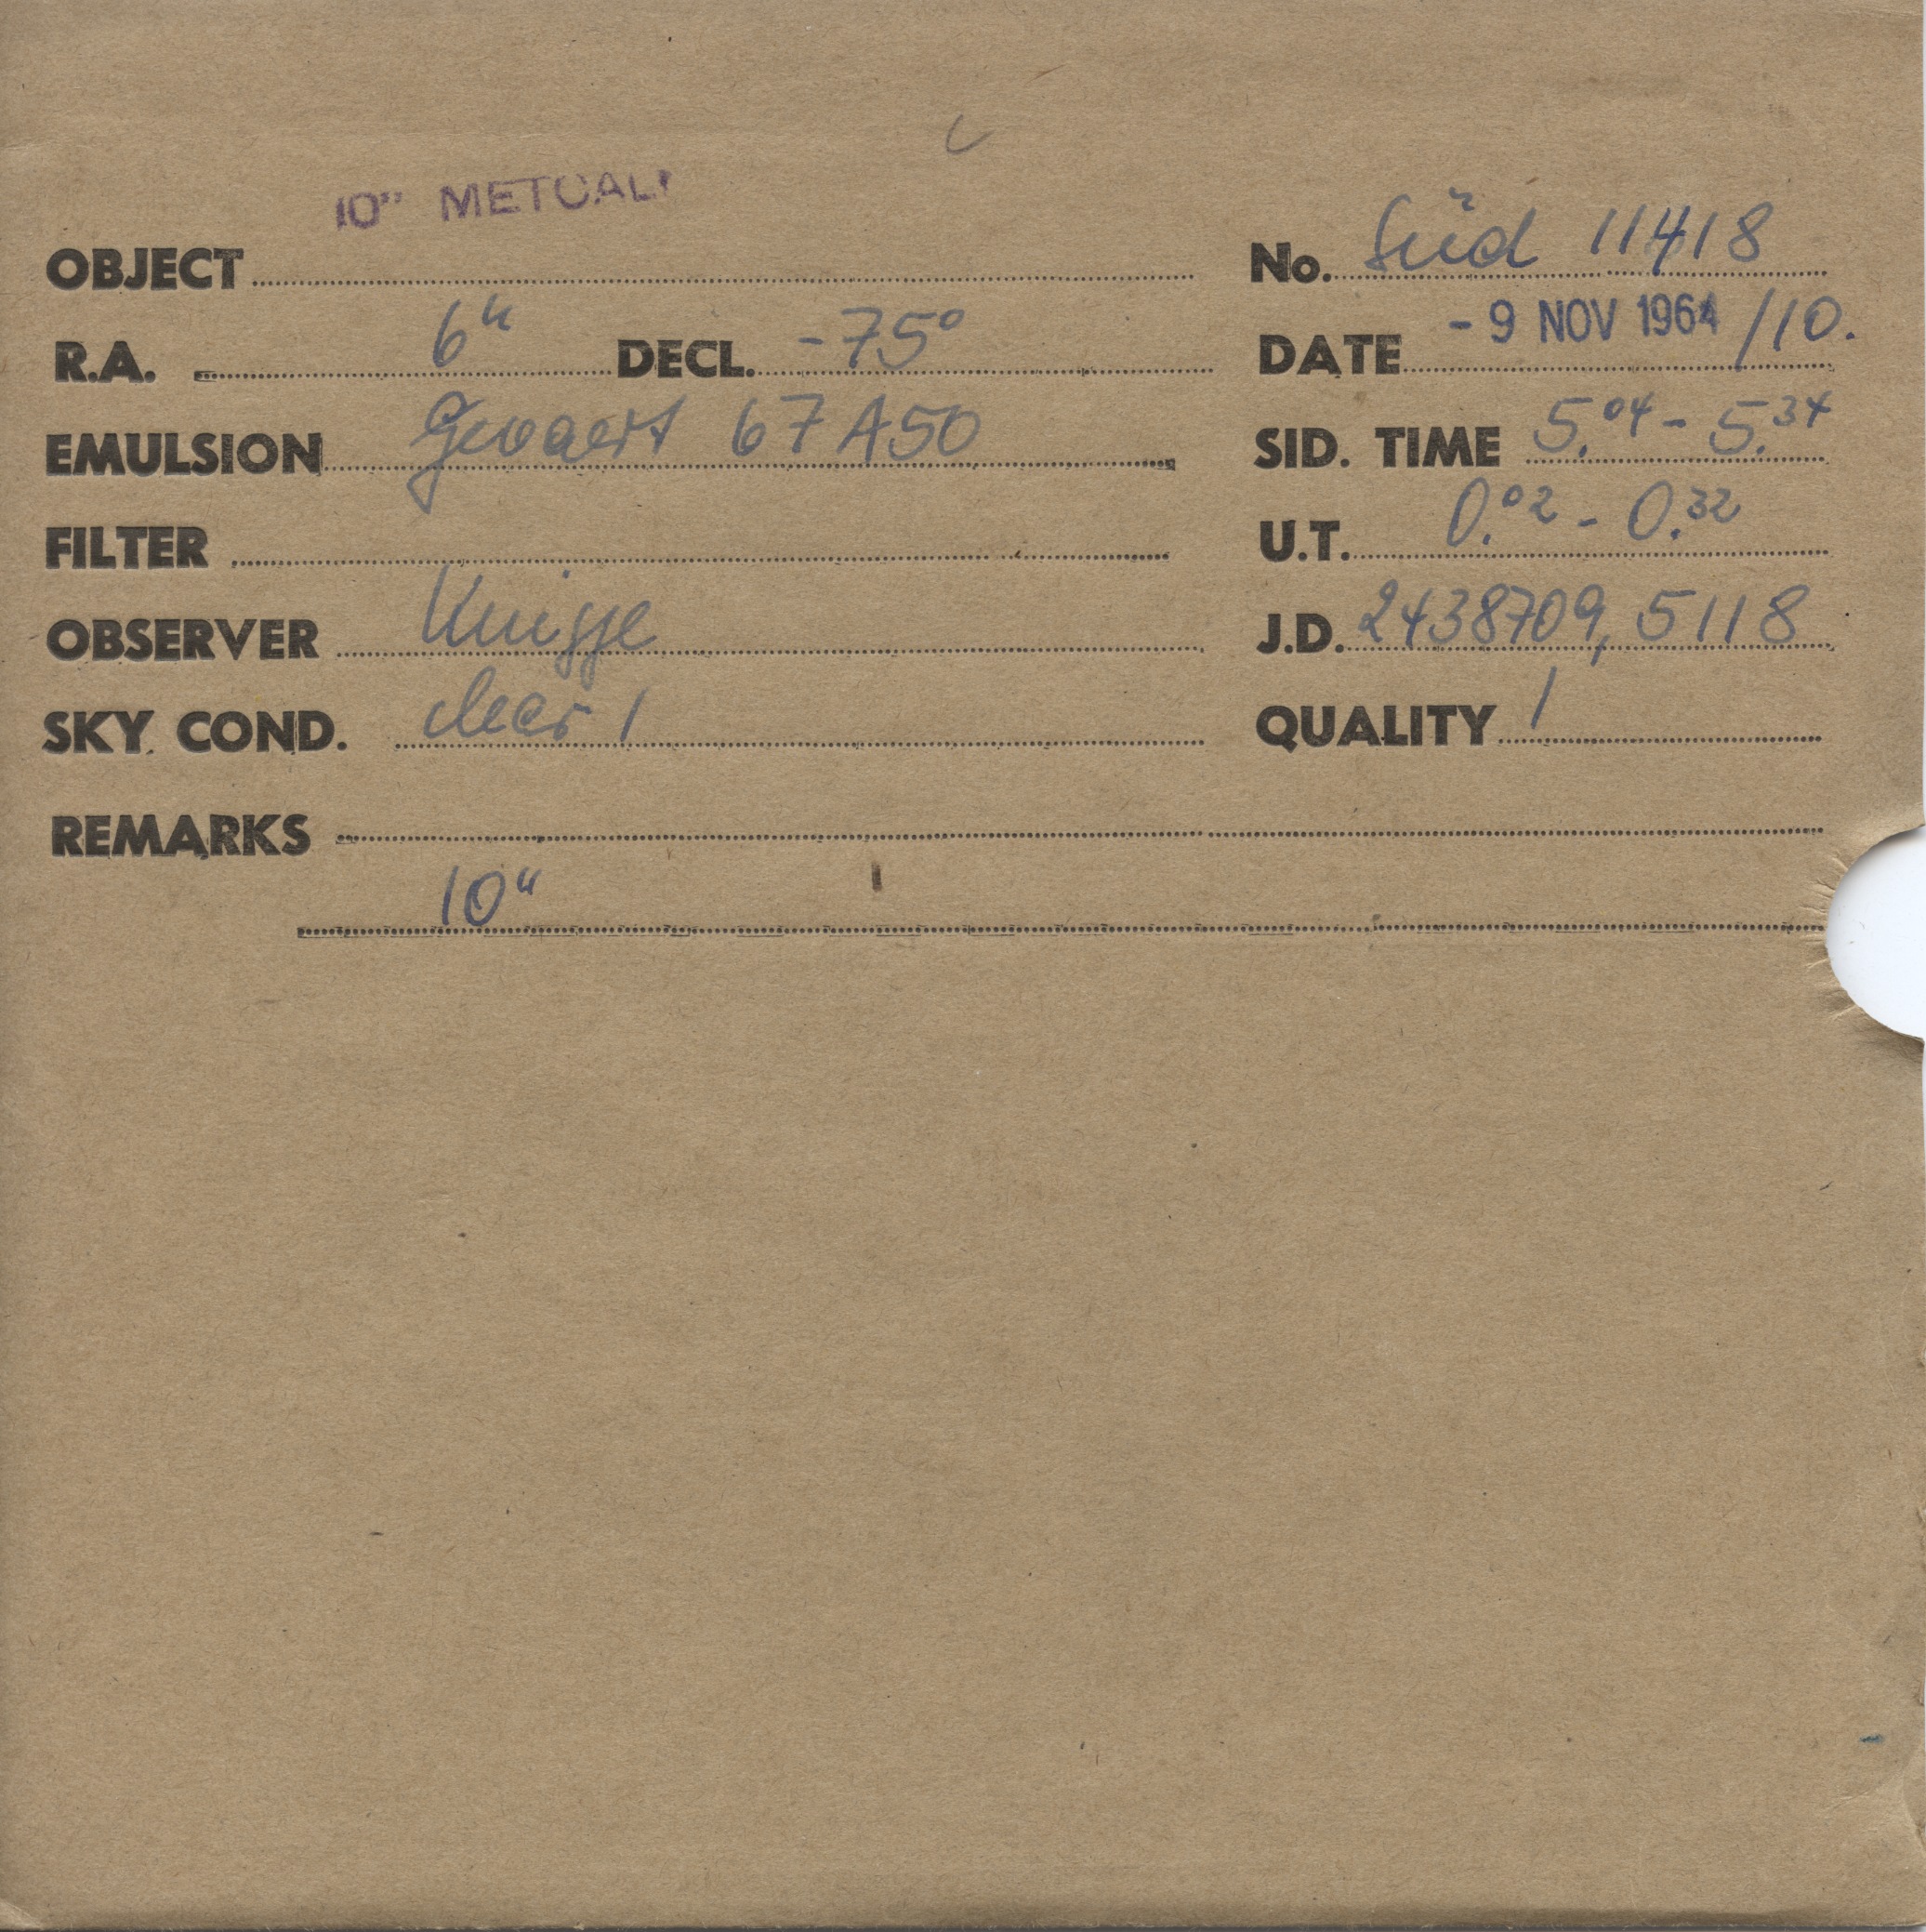 10" METCALF
OBJECT No. Süd 11418
R.A. 6h DECL. -75° DATE - 9 NOV 1964 /10.
EMULSION Gevaert 67A50 SID. TIME 5.04 - 5.34
FILTER U.T. 0.02 - 0.32
OBSERVER Knigge J.D. 2438709,5118
SKY COND. clear 1 QUALITY 1
REMARKS
10"